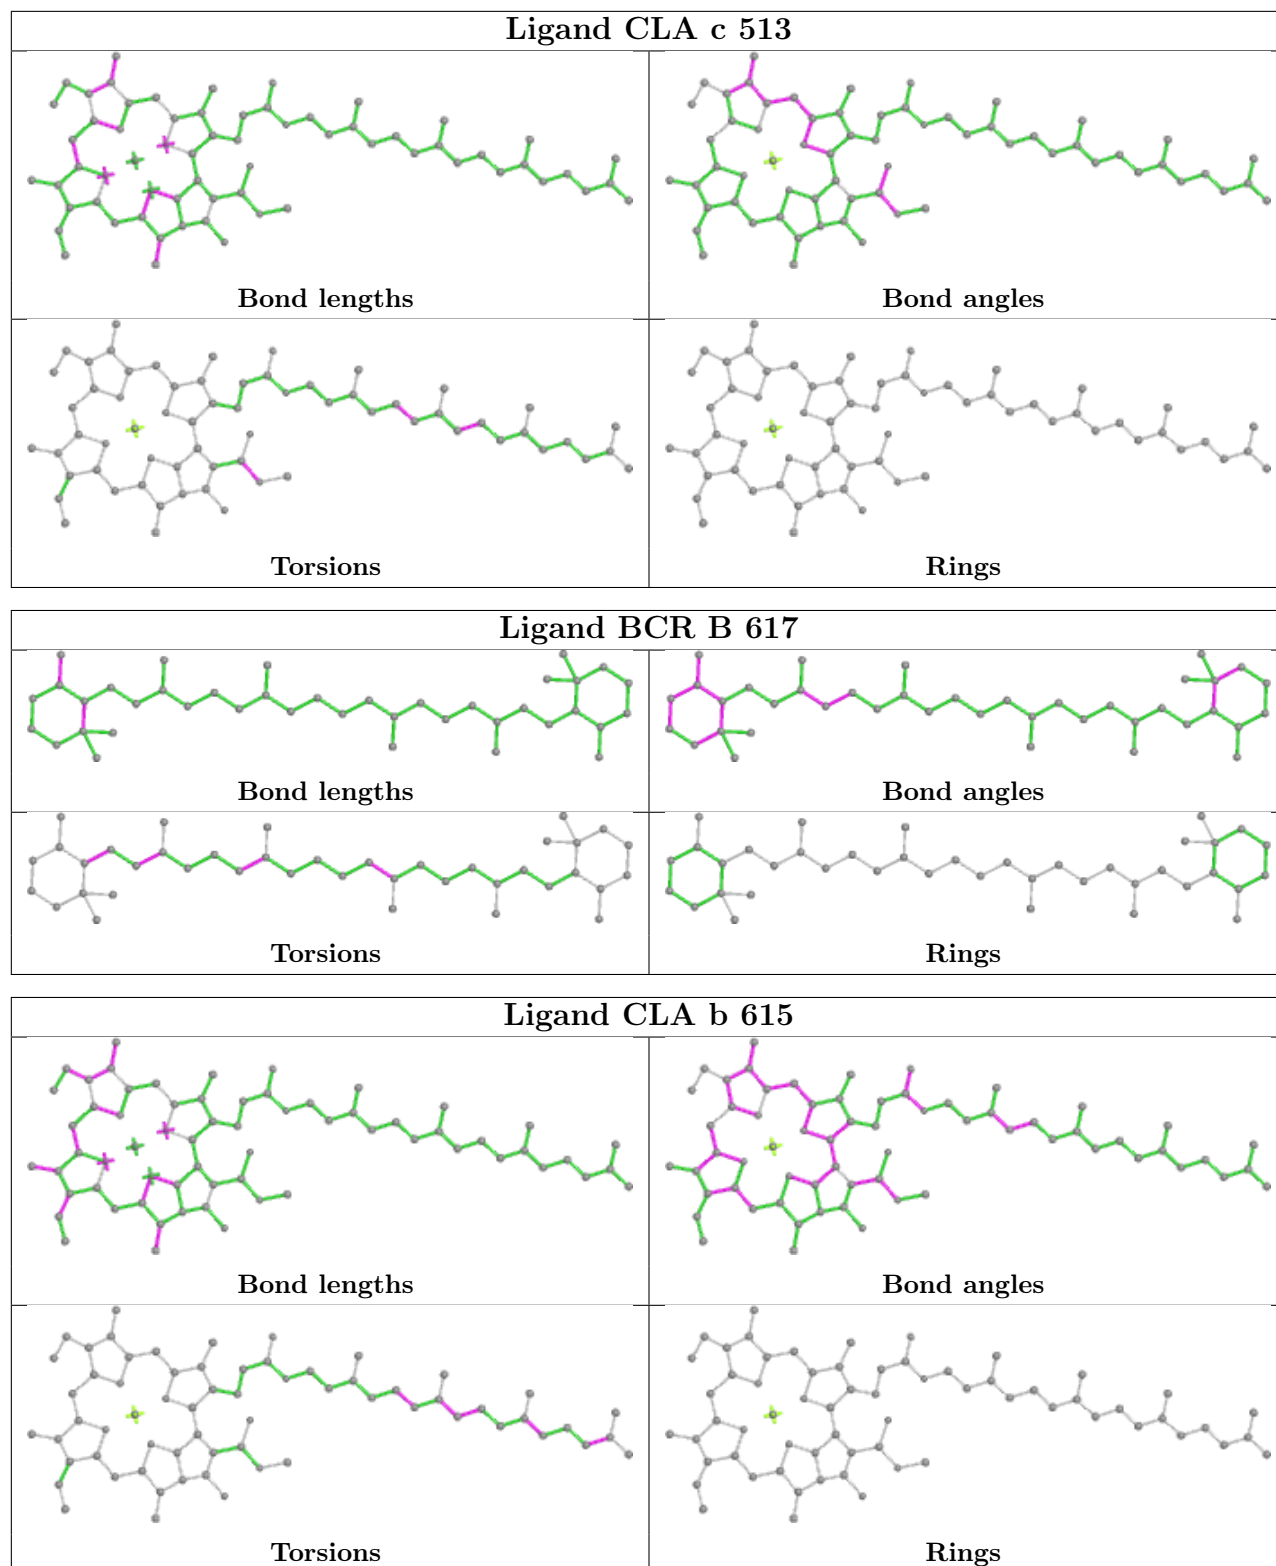 Ligand CLA c 513
Bond lengths
Bond angles
Torsions
Rings
Ligand BCR B 617
Bond lengths
Bond angles
Torsions
Rings
Ligand CLA b 615
Bond lengths
Bond angles
Torsions
Rings